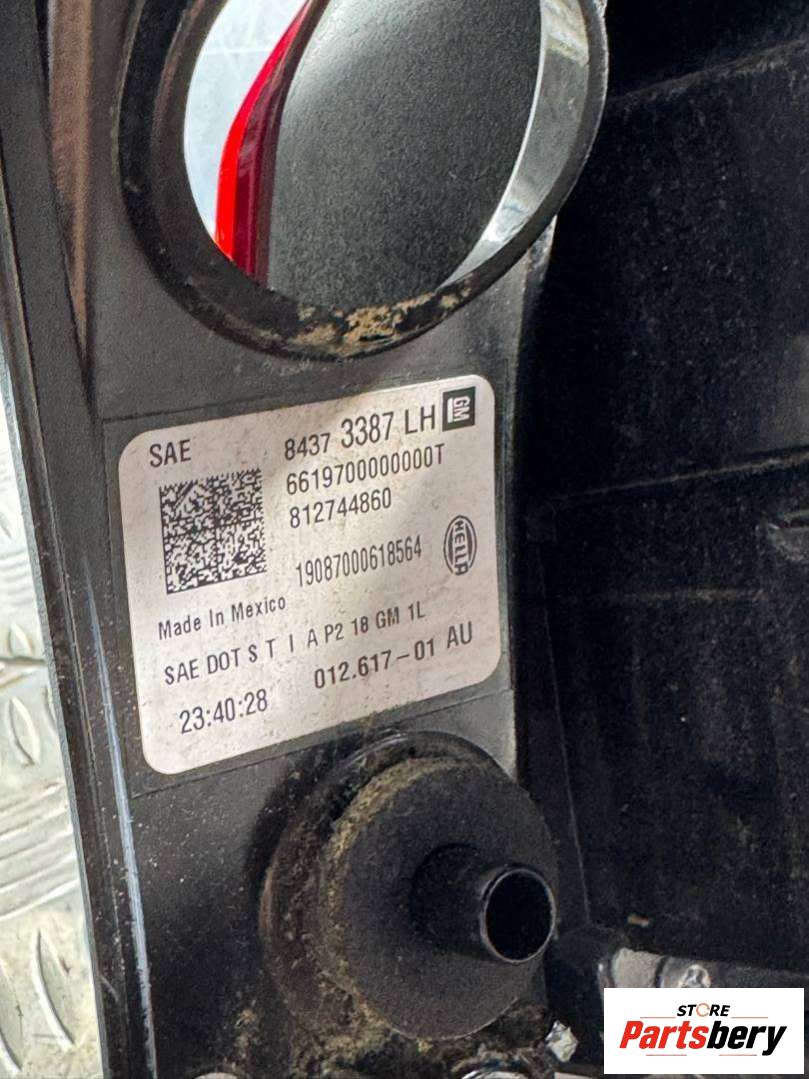 SAE 8437 3387 LH GM
6619700000000T
812744860
19087000618564 HELLA
Made In Mexico
SAE DOT S T I A P2 18 GM 1L
23:40:28 012.617-01 AU
STORE
Partsbery